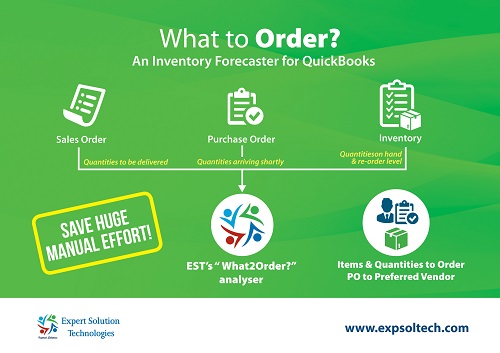 What to Order?
An Inventory Forecaster for QuickBooks
Sales Order
Purchase Order
Inventory
Quantities to be delivered
Quantities arriving shortly
Quantitieson hand
& re-order level
SAVE HUGE
MANUAL EFFORT!
EST's " What2Order?"
analyser
Items & Quantities to Order
PO to Preferred Vendor
Expert Solution
Technologies
www.expsoltech.com